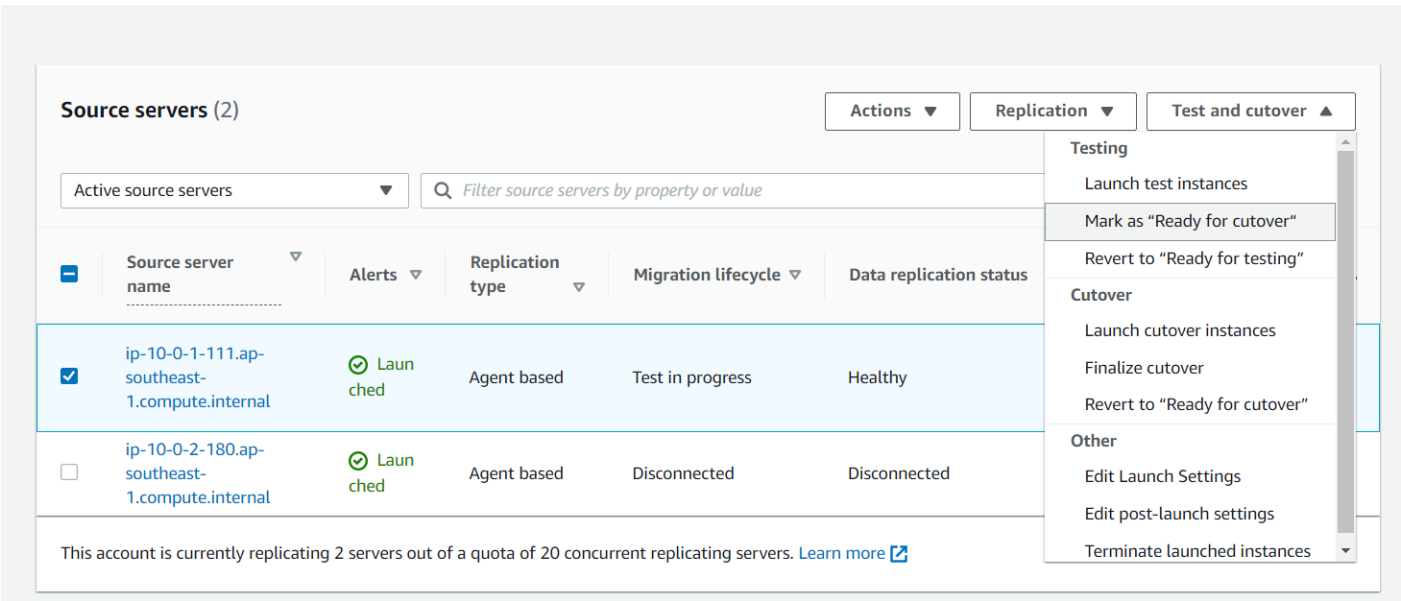 Source servers (2)
Actions
Replication
Test and cutover
Active source servers
Filter source servers by property or value
Testing
Launch test instances
Mark as “Ready for cutover“
Revert to “Ready for testing”
Cutover
Launch cutover instances
Finalize cutover
Revert to “Ready for cutover”
Other
Edit Launch Settings
Edit post-launch settings
Terminate launched instances
Source server
name
Alerts
Replication
type
Migration lifecycle
Data replication status
ip-10-0-1-111.ap-
southeast-
1.compute.internal
Laun
ched
Agent based
Test in progress
Healthy
ip-10-0-2-180.ap-
southeast-
1.compute.internal
Laun
ched
Agent based
Disconnected
Disconnected
This account is currently replicating 2 servers out of a quota of 20 concurrent replicating servers. Learn more